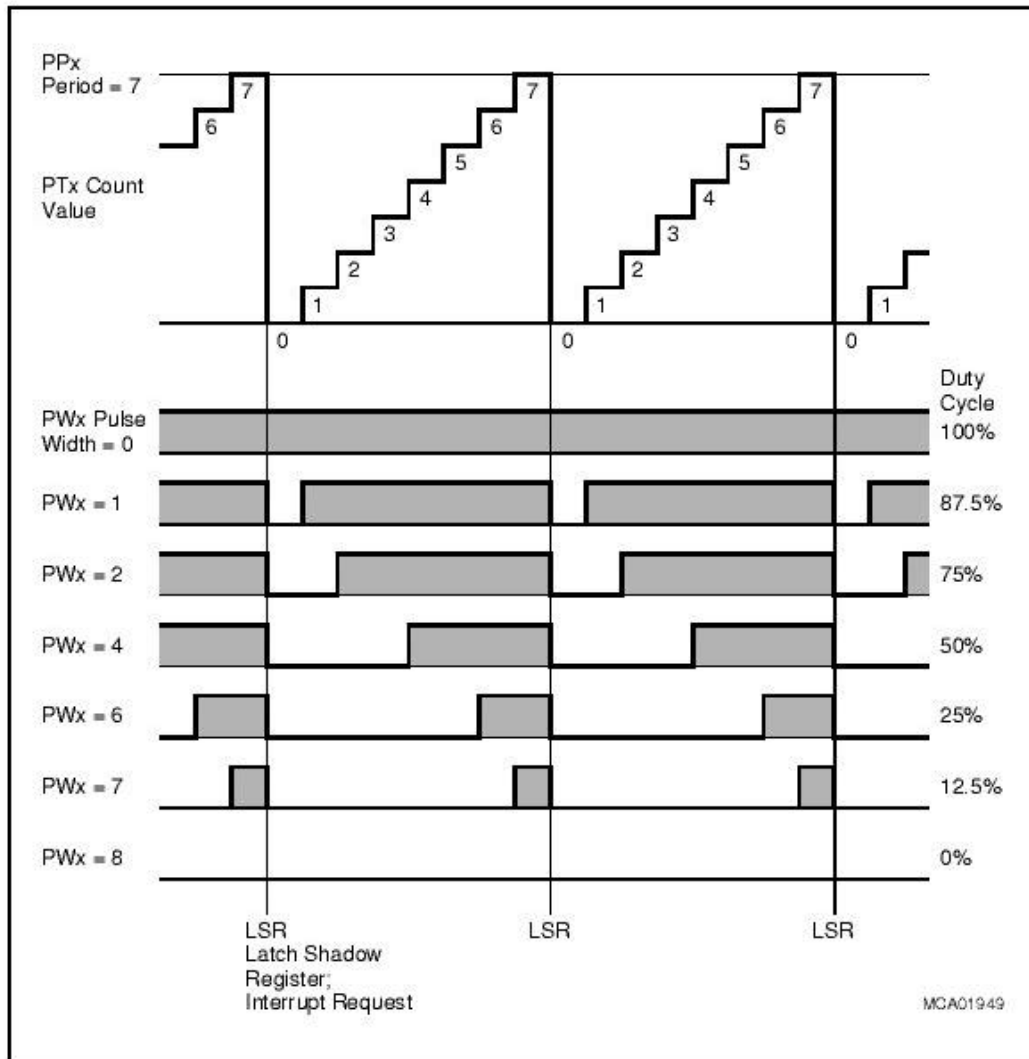 PPx
Period = 7
7
7
7
6
6
6
5
5
PTx Count
Value
4
4
3
3
2
2
1
1
1
0
0
0
Duty
Cycle
PWx Pulse
Width = 0
100%
PWx = 1
87.5%
PWx = 2
75%
PWx = 4
50%
PWx = 6
25%
PWx = 7
12.5%
PWx = 8
0%
LSR
LSR
LSR
Latch Shadow
Register;
Interrupt Request
MCA01949